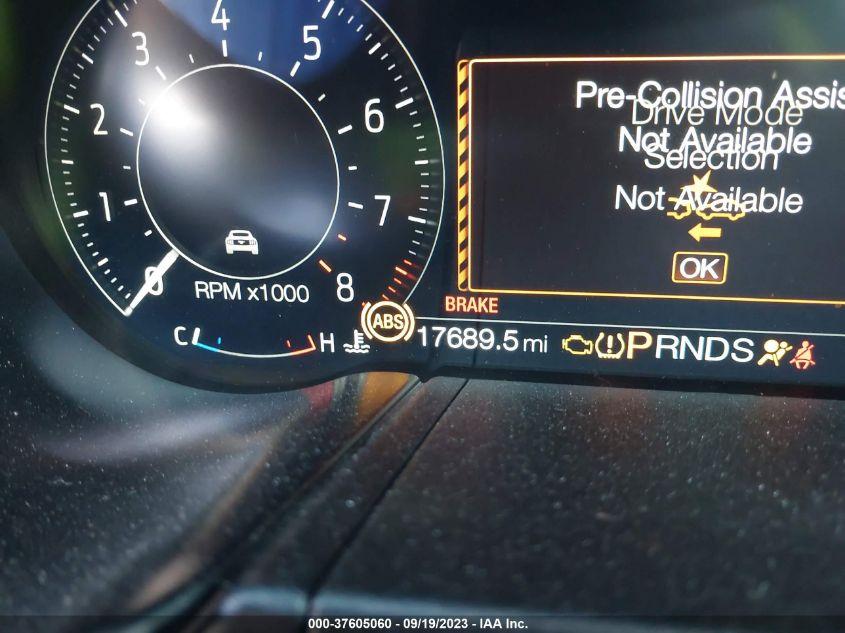 4
3
5
2
6
1
7
0
8
RPM x1000
C
H
Pre-Collision Assis
Drive Mode
Not Available
Selection
Not Available
OK
BRAKE
ABS
17689.5 mi
PRNDS
000-37605060 - 09/19/2023 - IAA Inc.